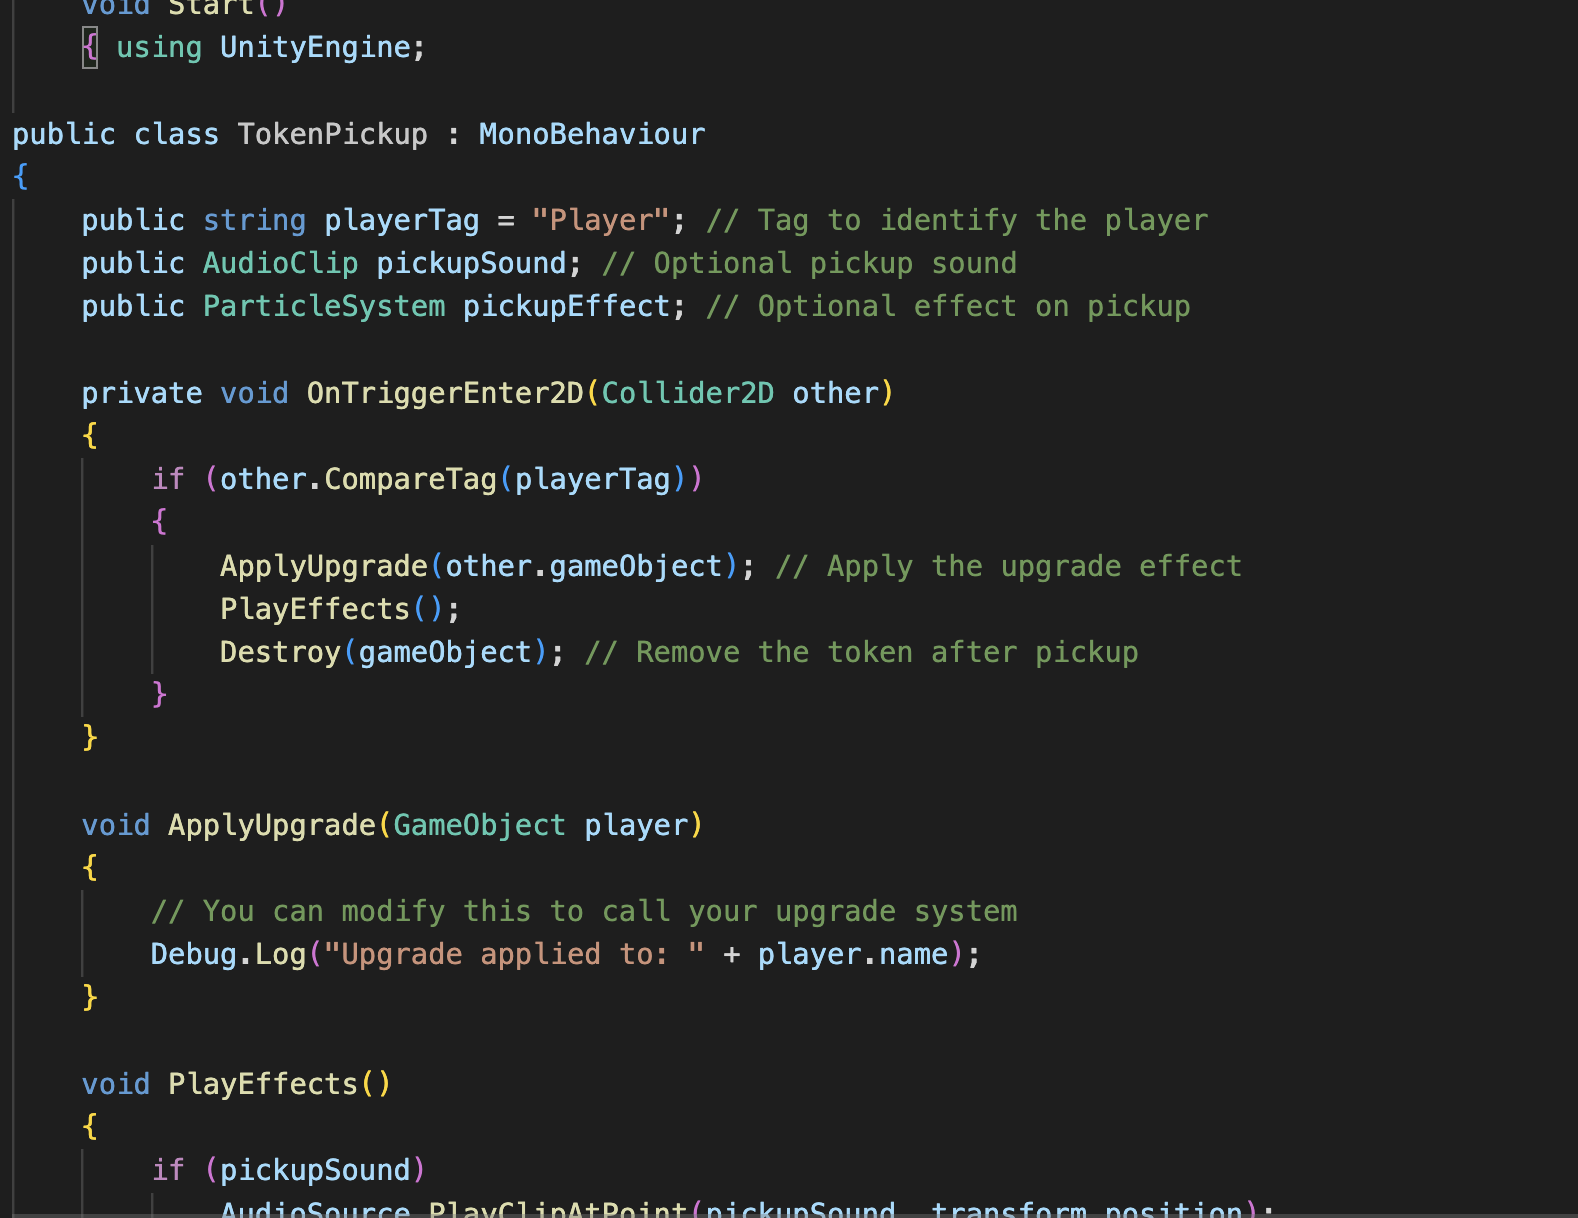 void Start()
{ using UnityEngine;
public class TokenPickup : MonoBehaviour
{
public string playerTag = "Player"; // Tag to identify the player
public AudioClip pickupSound; // Optional pickup sound
public ParticleSystem pickupEffect; // Optional effect on pickup
private void OnTriggerEnter2D(Collider2D other)
{
if (other.CompareTag(playerTag))
{
ApplyUpgrade(other.gameObject); // Apply the upgrade effect
PlayEffects();
Destroy(gameObject); // Remove the token after pickup
}
}
void ApplyUpgrade(GameObject player)
{
// You can modify this to call your upgrade system
Debug.Log("Upgrade applied to: " + player.name);
}
void PlayEffects()
{
if (pickupSound)
AudioSource.PlayClipAtPoint(pickupSound, transform.position);